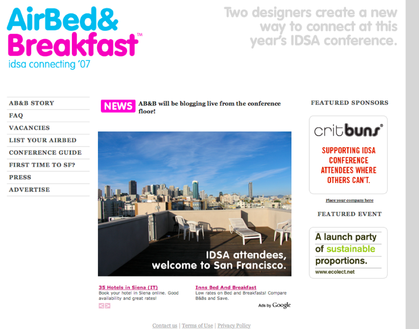 AirBed&
Breakfast™
idsa connecting '07
Two designers create a new
way to connect at this
year's IDSA conference.
AB&B STORY
FAQ
VACANCIES
LIST YOUR AIRBED
CONFERENCE GUIDE
FIRST TIME TO SF?
PRESS
ADVERTISE
NEWS
AB&B will be blogging live from the conference
floor!
IDSA attendees,
welcome to San Francisco.
35 Hotels in Siena (IT)
Book your hotel in Siena online. Good
availability and great rates!
Inns Bed And Breakfast
Low rates on Bed and Breakfasts! Compare
B&Bs and Save.
Ads by Google
FEATURED SPONSORS
critbuns®
SUPPORTING IDSA
CONFERENCE
ATTENDEES WHERE
OTHERS CAN'T.
Place your company here
FEATURED EVENT
A launch party
of sustainable
proportions.
www.ecolect.net
Contact us | Terms of Use | Privacy Policy